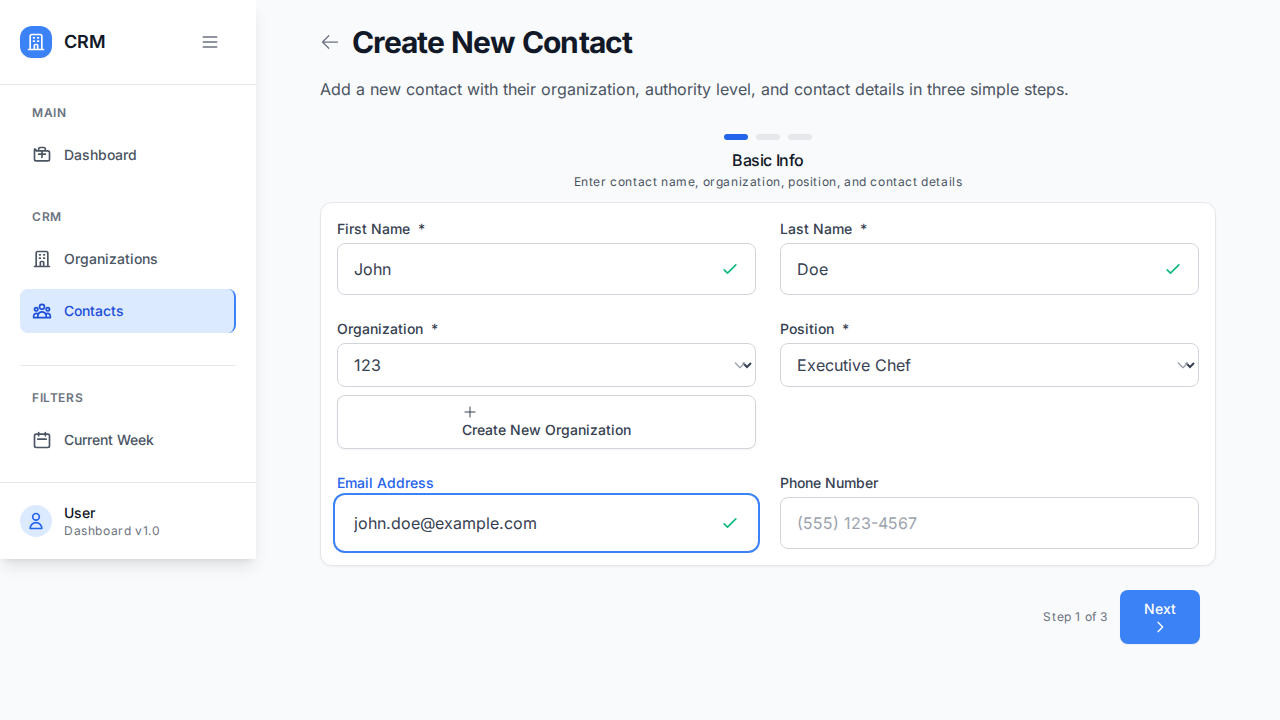 CRM
MAIN
Dashboard
CRM
Organizations
Contacts
FILTERS
Current Week
User
Dashboard v1.0
Create New Contact
Add a new contact with their organization, authority level, and contact details in three simple steps.
Basic Info
Enter contact name, organization, position, and contact details
First Name *
Last Name *
John
Doe
Organization *
Position *
123
Executive Chef
Create New Organization
Email Address
Phone Number
john.doe@example.com
(555) 123-4567
Step 1 of 3
Next